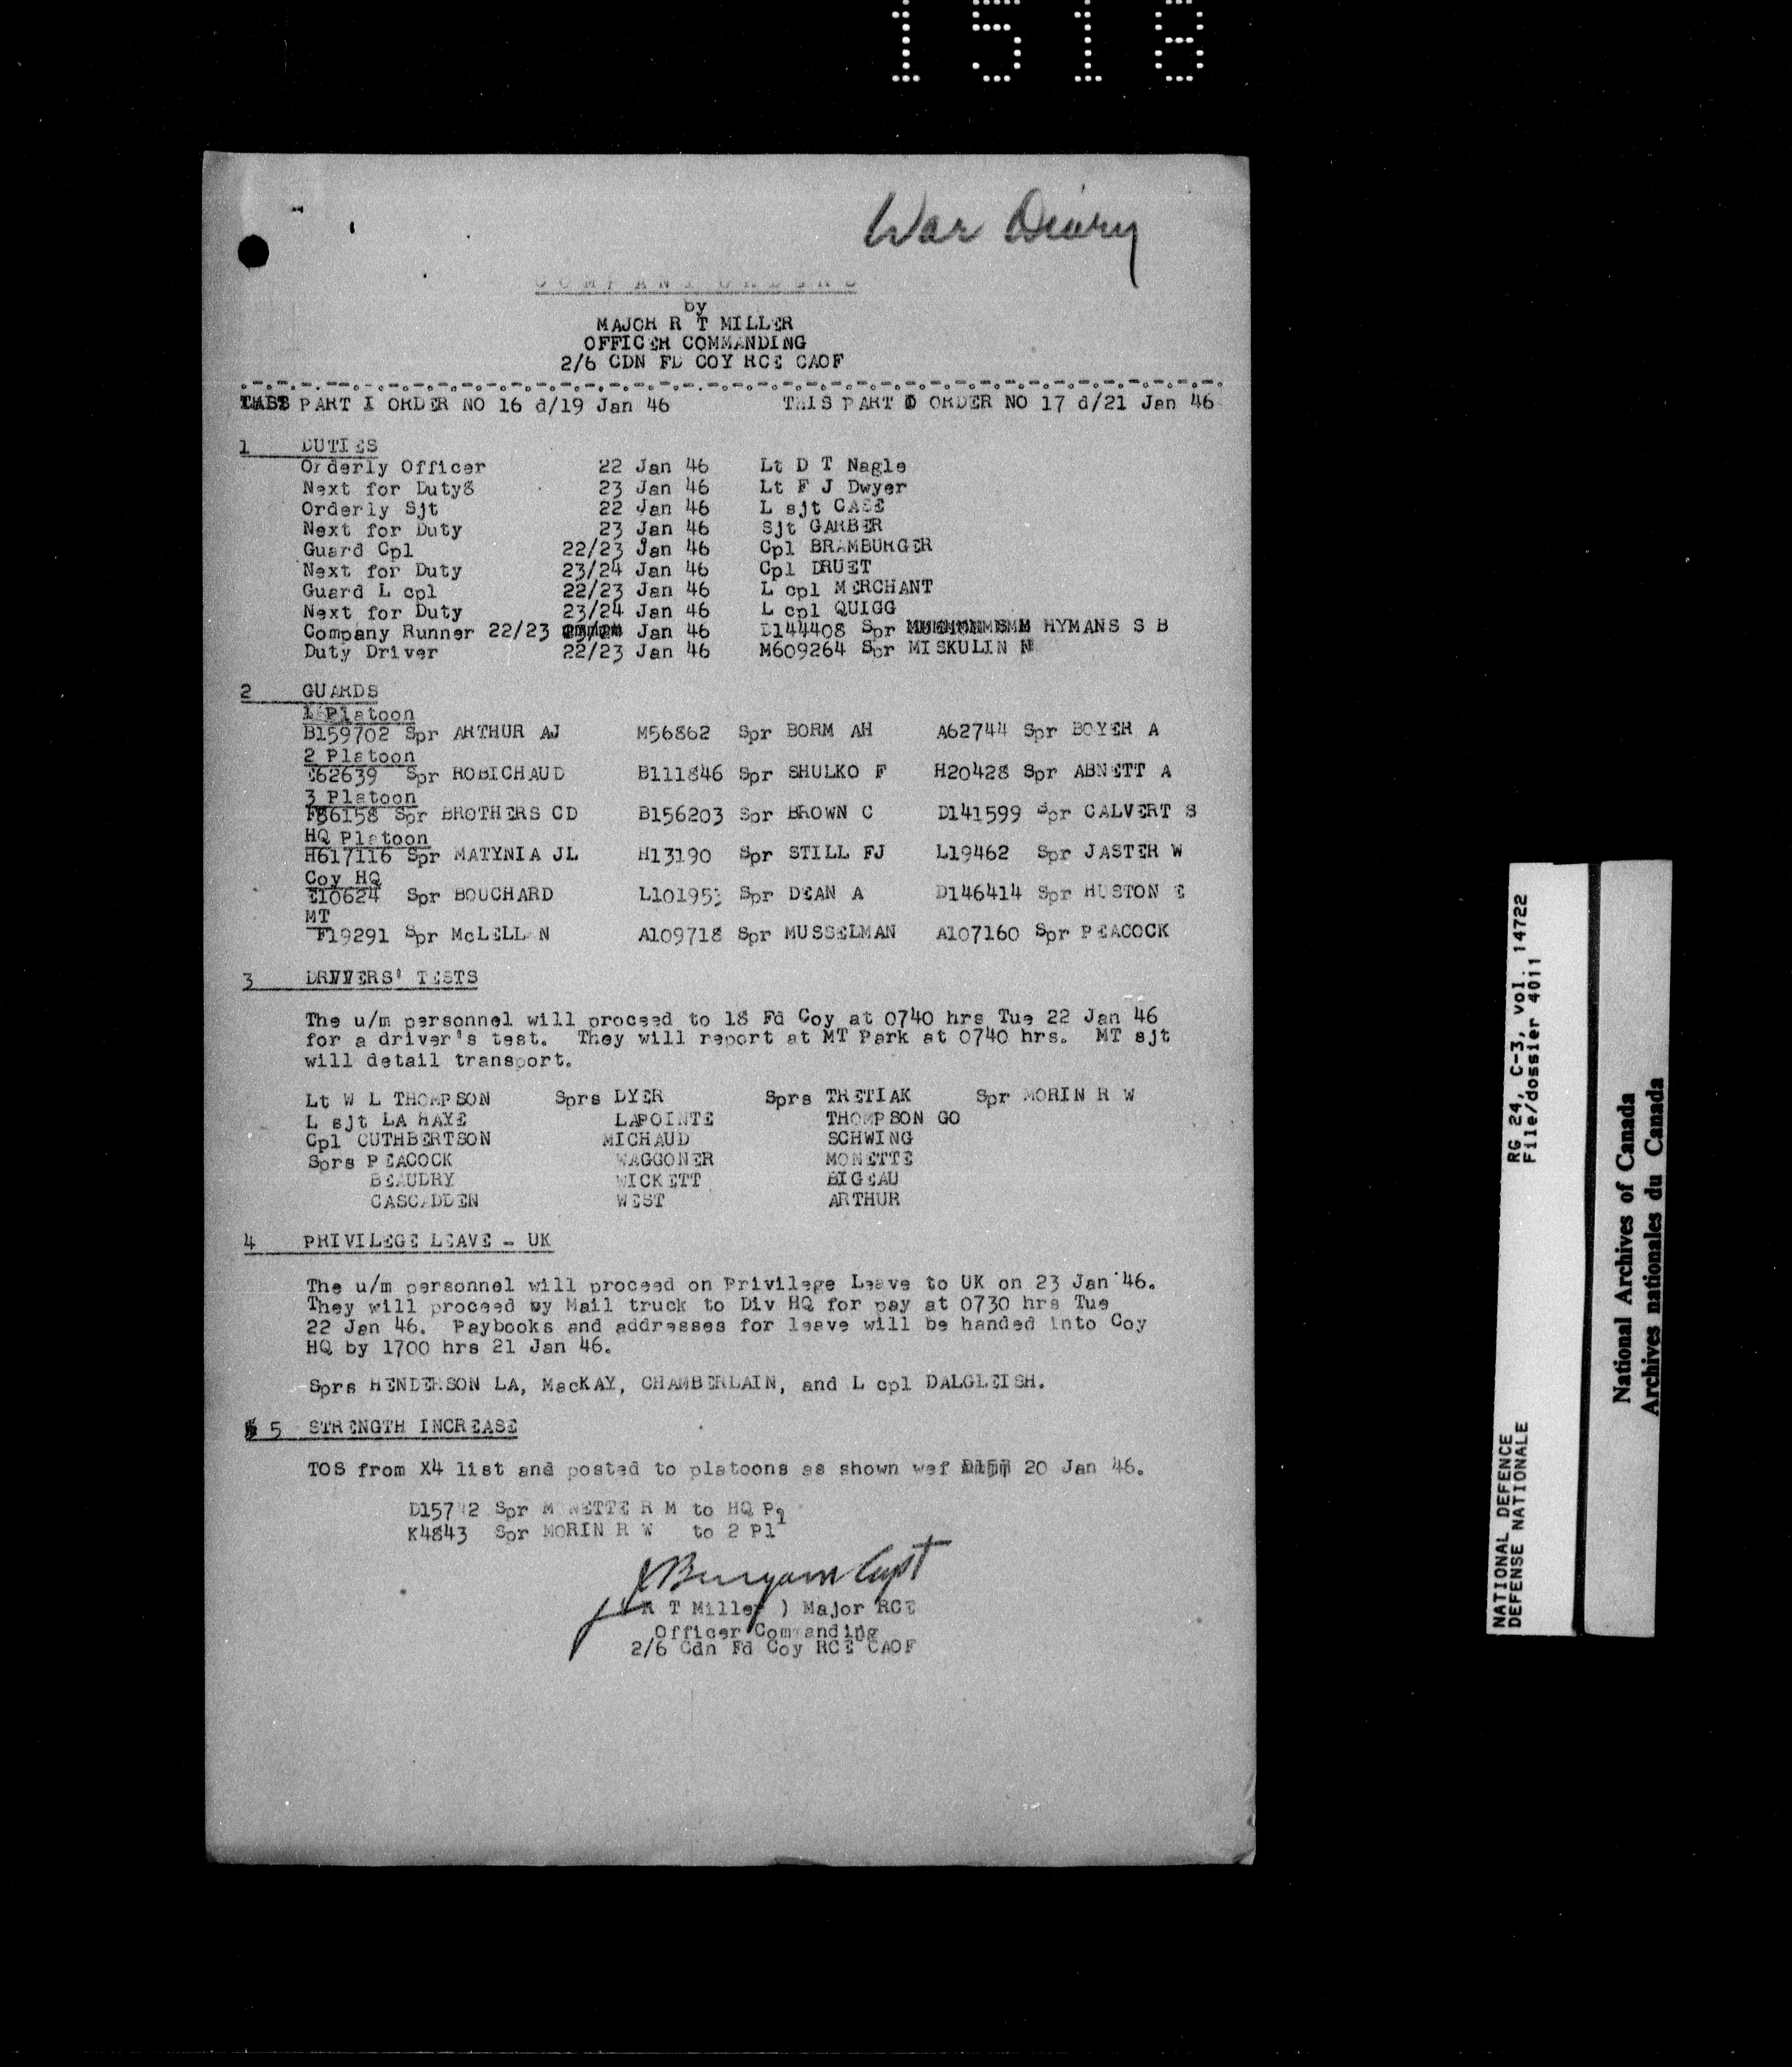 1518
War Diary
COMPANY ORDERS
by
MAJOR R T MILLER
OFFICER COMMANDING
2/6 CDN FD COY RCE CAOF
LAST PART I ORDER NO 16 d/19 Jan 46 THIS PART I ORDER NO 17 d/21 Jan 46
1 DUTIES
Orderly Officer 22 Jan 46 Lt D T Nagle
Next for Duty8 23 Jan 46 Lt F J Dwyer
Orderly Sjt 22 Jan 46 L sjt CASE
Next for Duty 23 Jan 46 Sjt GARBER
Guard Cpl 22/23 Jan 46 Cpl BRAMBURGER
Next for Duty 23/24 Jan 46 Cpl DRUET
Guard L cpl 22/23 Jan 46 L cpl MERCHANT
Next for Duty 23/24 Jan 46 L cpl QUIGG
Company Runner 22/23 Jan 46 D144408 Spr HYMANS S B
Duty Driver 22/23 Jan 46 M609264 Spr MISKULIN N
2 GUARDS
1 Platoon
B159702 Spr ARTHUR AJ M56862 Spr BORM AH A62744 Spr BOYER A
2 Platoon
E62639 Spr ROBICHAUD B111846 Spr SHULKO F H20428 Spr ABNETT A
3 Platoon
F86158 Spr BROTHERS CD B156203 Spr BROWN C D141599 Spr CALVERT S
HQ Platoon
H617116 Spr MATYNIA JL H13190 Spr STILL FJ L19462 Spr JASTER W
Coy HQ
E10624 Spr BOUCHARD L101953 Spr DEAN A D146414 Spr HUSTON E
MT
F19291 Spr McLELL N A109718 Spr MUSSELMAN A107160 Spr PEACOCK
3 DRIVERS' TESTS
The u/m personnel will proceed to 18 Fd Coy at 0740 hrs Tue 22 Jan 46
for a driver's test. They will report at MT Park at 0740 hrs. MT sjt
will detail transport.
Lt W L THOMPSON Sprs DYER Sprs TRETIAK Spr MORIN R W
L sjt LA HAYE LAPOINTE THOMPSON GO
Cpl CUTHBERTSON MICHAUD SCHWING
Sprs PEACOCK WAGGONER MONETTE
BEAUDRY WICKETT BIGEAU
CASCADDEN WEST ARTHUR
4 PRIVILEGE LEAVE - UK
The u/m personnel will proceed on Privilege Leave to UK on 23 Jan 46.
They will proceed by Mail truck to Div HQ for pay at 0730 hrs Tue
22 Jan 46. Paybooks and addresses for leave will be handed into Coy
HQ by 1700 hrs 21 Jan 46.
Sprs HENDERSON LA, MacKAY, CHAMBERLAIN, and L cpl DALGLEISH.
5 STRENGTH INCREASE
TOS from X4 list and posted to platoons as shown wef 20 Jan 46.
Spr M NETTE R M to HQ Pl
K4843 Spr MORIN R W to 2 Pl
Capt
(R T Miller) Major RCE
Officer Commanding
2/6 Cdn Fd Coy RCE CAOF
RG 24, C-3, vol. 14722
File/dossier 4011
NATIONAL DEFENCE
DEFENSE NATIONALE
National Archives of Canada
Archives nationales du Canada